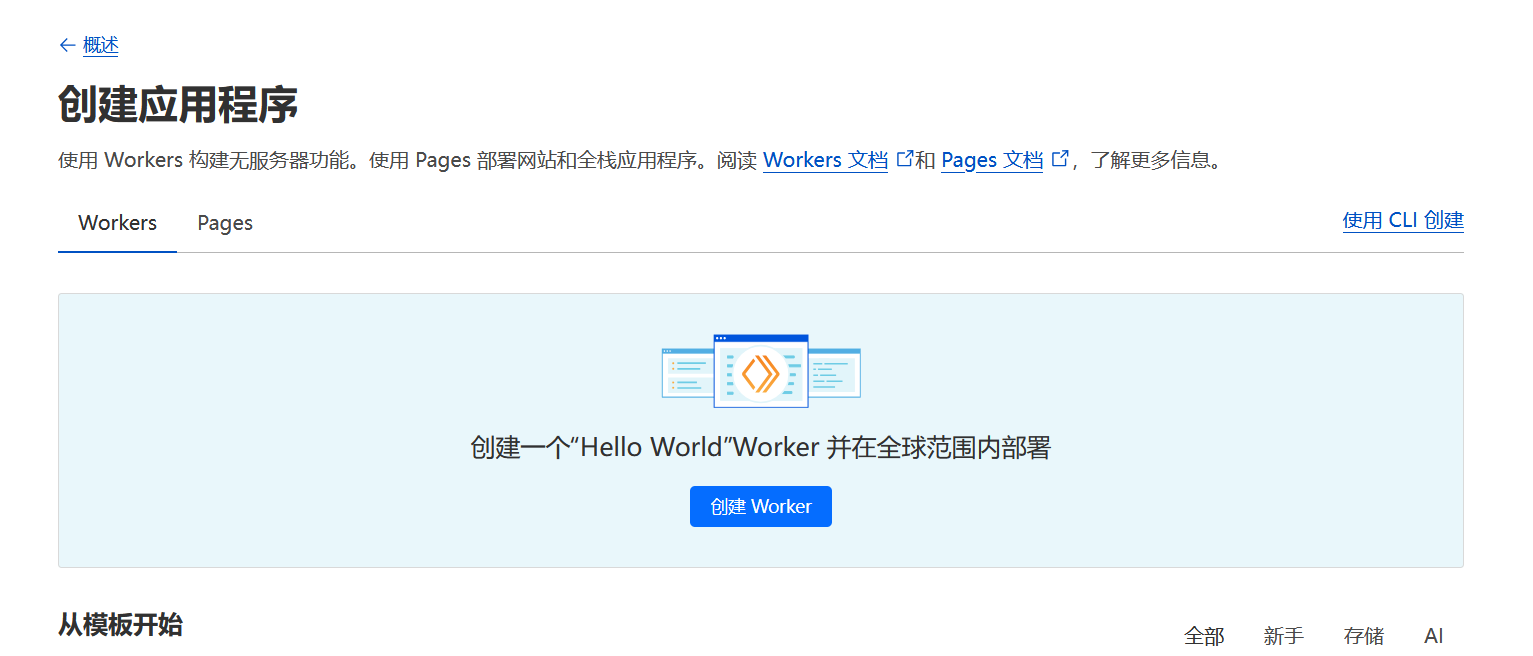 ← 概述
创建应用程序
使用 Workers 构建无服务器功能。使用 Pages 部署网站和全栈应用程序。阅读 Workers 文档 和 Pages 文档 ，了解更多信息。
Workers Pages 使用 CLI 创建
创建一个“Hello World”Worker 并在全球范围内部署
创建 Worker
从模板开始
全部 新手 存储 AI